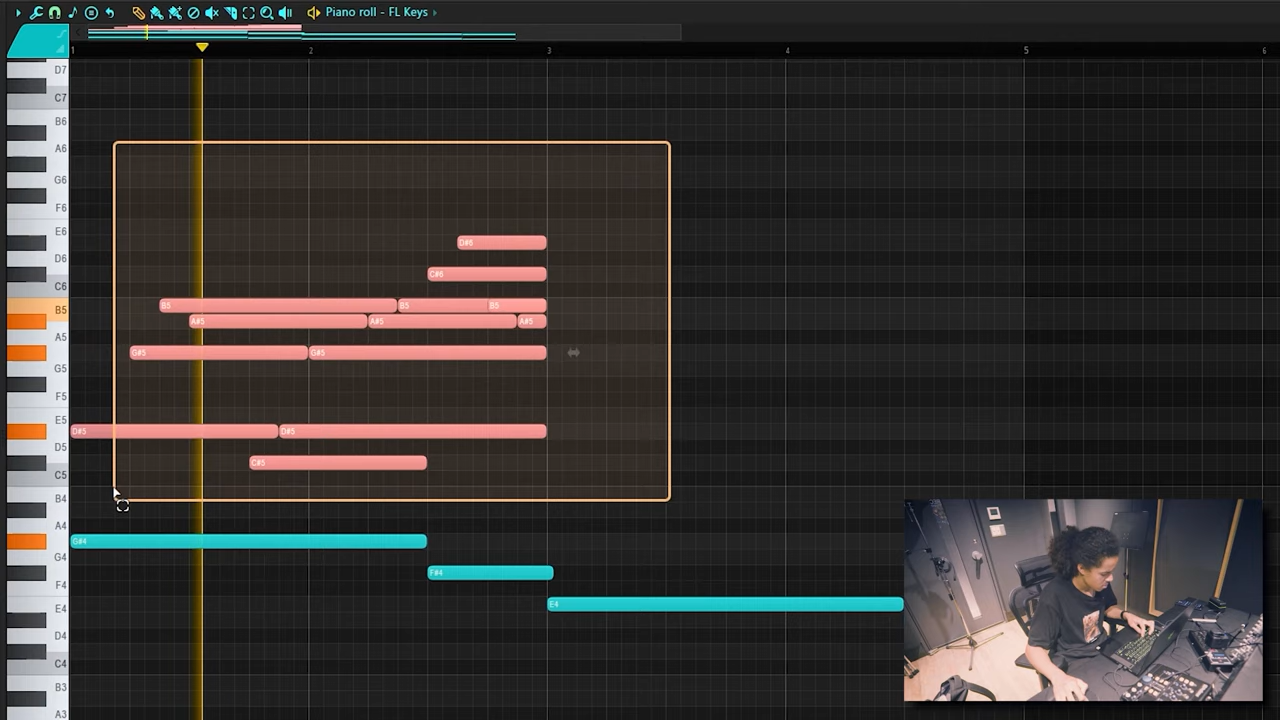 Piano roll - FL Keys
1 2 3 4 5 6
D7
C7
B6
A6
G6
F6
E6
D#6
D6
C#6
C6
B5 B5 B5 B5
A#5 A#5 A#5
A5
G#5 G#5
G5
F5
E5
D#5 D#5
D5
C#5
C5
B4
A4
G#4
G4
F#4
F4
E4 E4
D4
C4
B3
A3